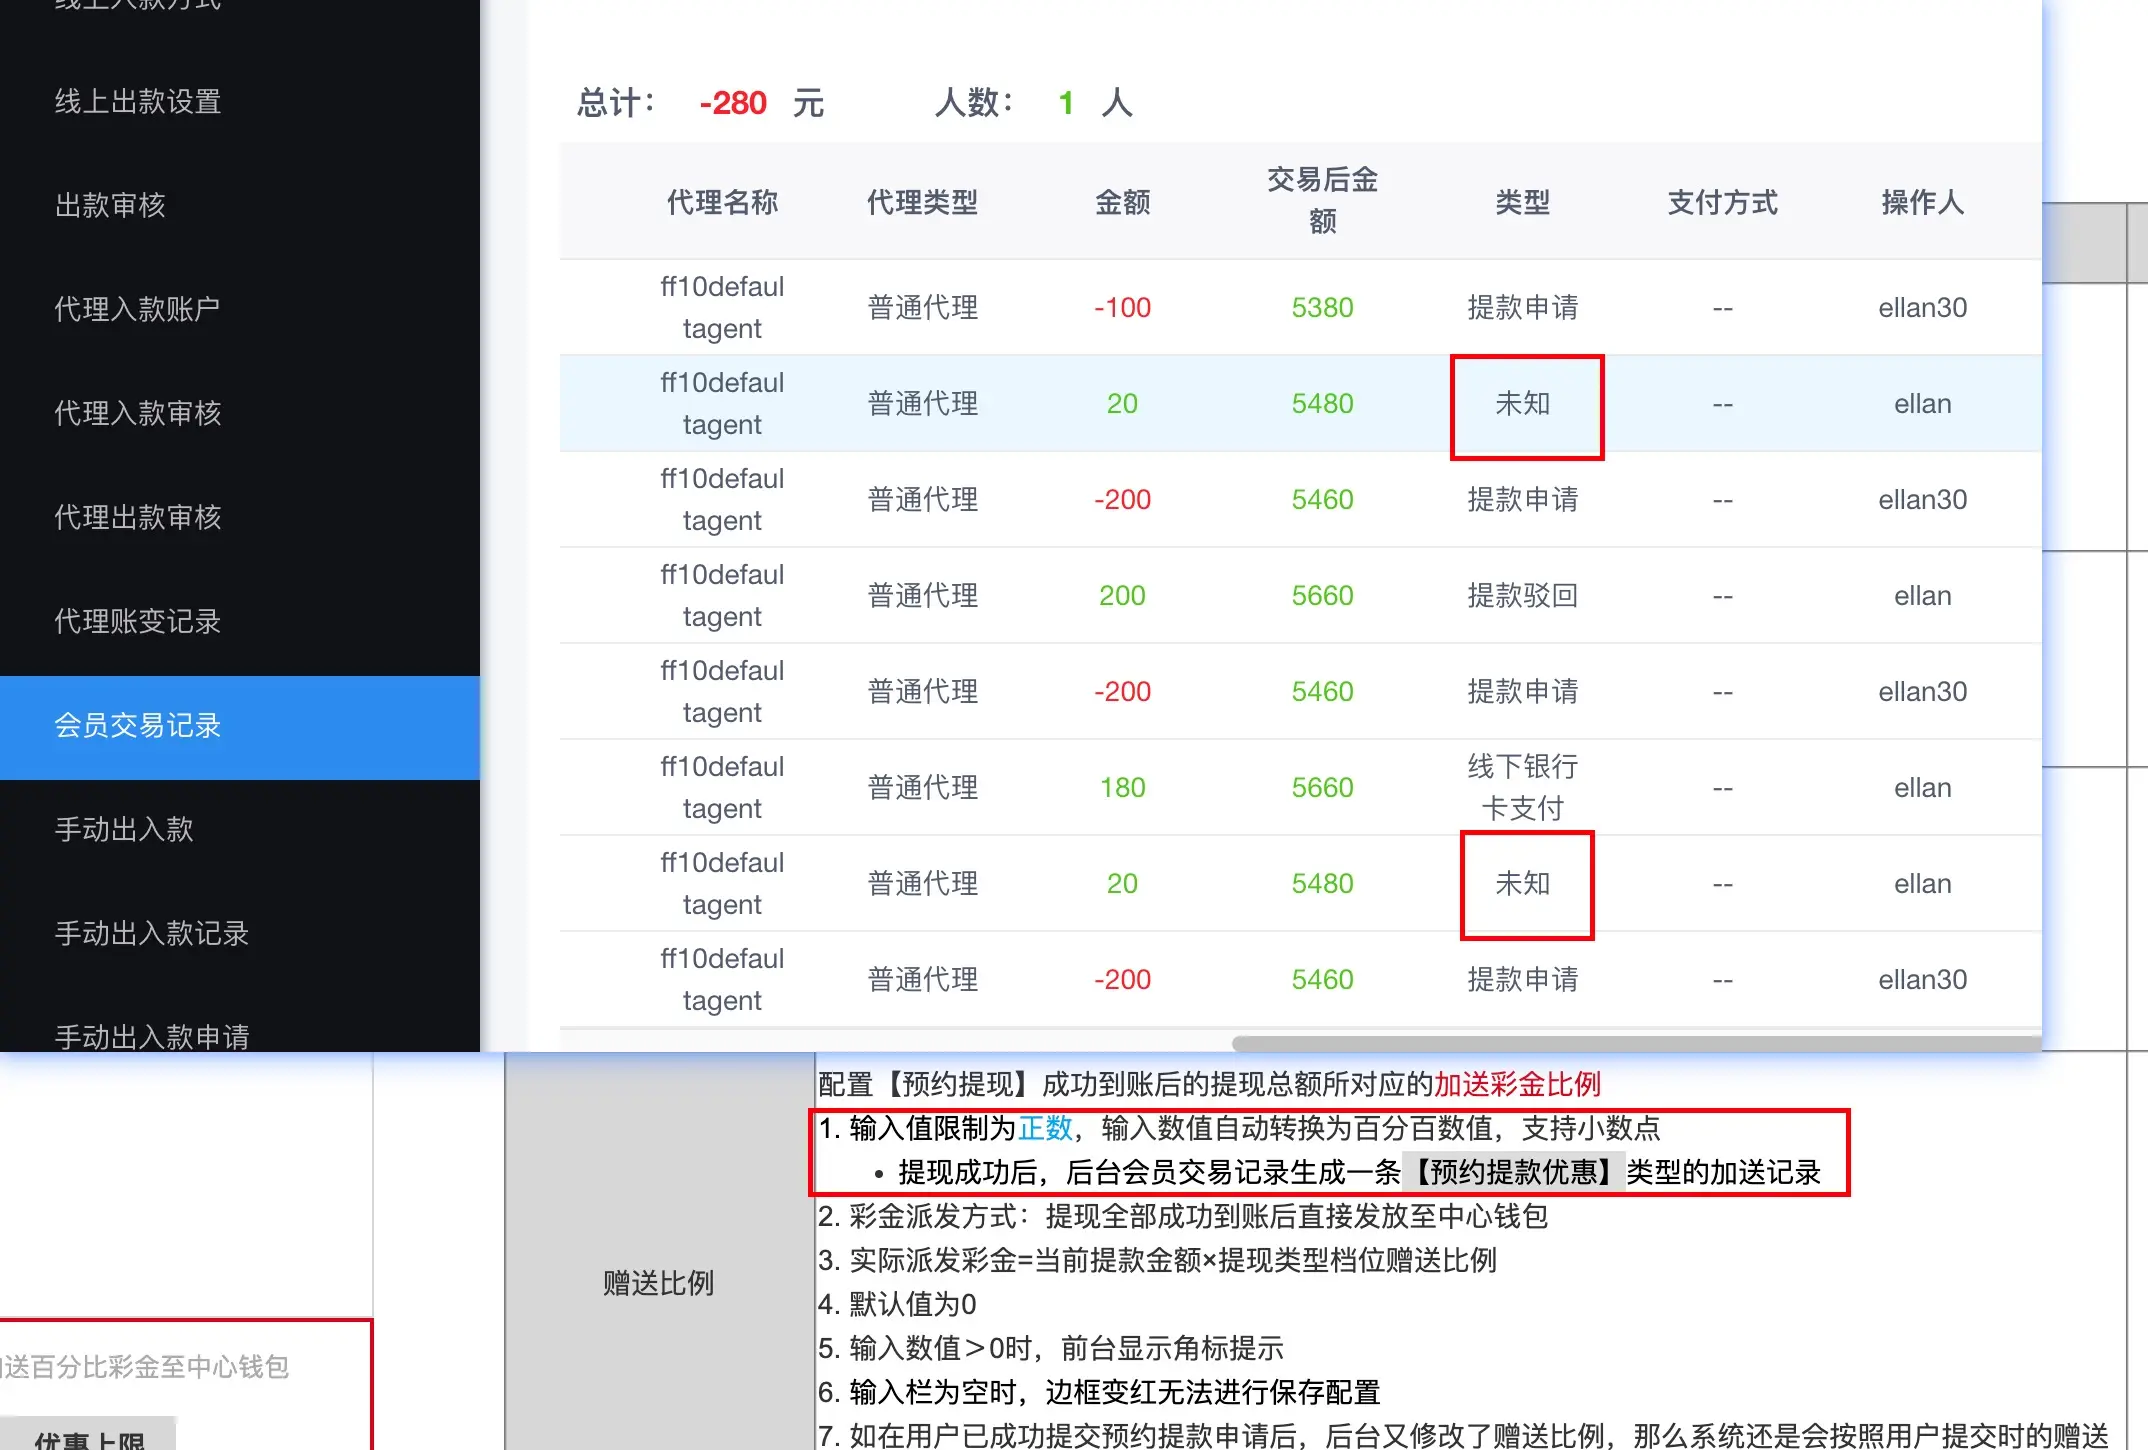 线上入款方式
线上出款设置
出款审核
代理入款账户
代理入款审核
代理出款审核
代理账变记录
会员交易记录
手动出入款
手动出入款记录
手动出入款申请
总计： -280 元 人数： 1 人
代理名称 代理类型 金额 交易后金额 类型 支付方式 操作人
ff10defaultagent 普通代理 -100 5380 提款申请 -- ellan30
ff10defaultagent 普通代理 20 5480 未知 -- ellan
ff10defaultagent 普通代理 -200 5460 提款申请 -- ellan30
ff10defaultagent 普通代理 200 5660 提款驳回 -- ellan
ff10defaultagent 普通代理 -200 5460 提款申请 -- ellan30
ff10defaultagent 普通代理 180 5660 线下银行卡支付 -- ellan
ff10defaultagent 普通代理 20 5480 未知 -- ellan
ff10defaultagent 普通代理 -200 5460 提款申请 -- ellan30
赠送比例
配置【预约提现】成功到账后的提现总额所对应的加送彩金比例
1. 输入值限制为正数，输入数值自动转换为百分百数值，支持小数点
• 提现成功后，后台会员交易记录生成一条【预约提款优惠】类型的加送记录
2. 彩金派发方式：提现全部成功到账后直接发放至中心钱包
3. 实际派发彩金=当前提款金额×提现类型档位赠送比例
4. 默认值为0
5. 输入数值＞0时，前台显示角标提示
6. 输入栏为空时，边框变红无法进行保存配置
7. 如在用户已成功提交预约提款申请后，后台又修改了赠送比例，那么系统还是会按照用户提交时的赠送
送百分比彩金至中心钱包
优惠上限